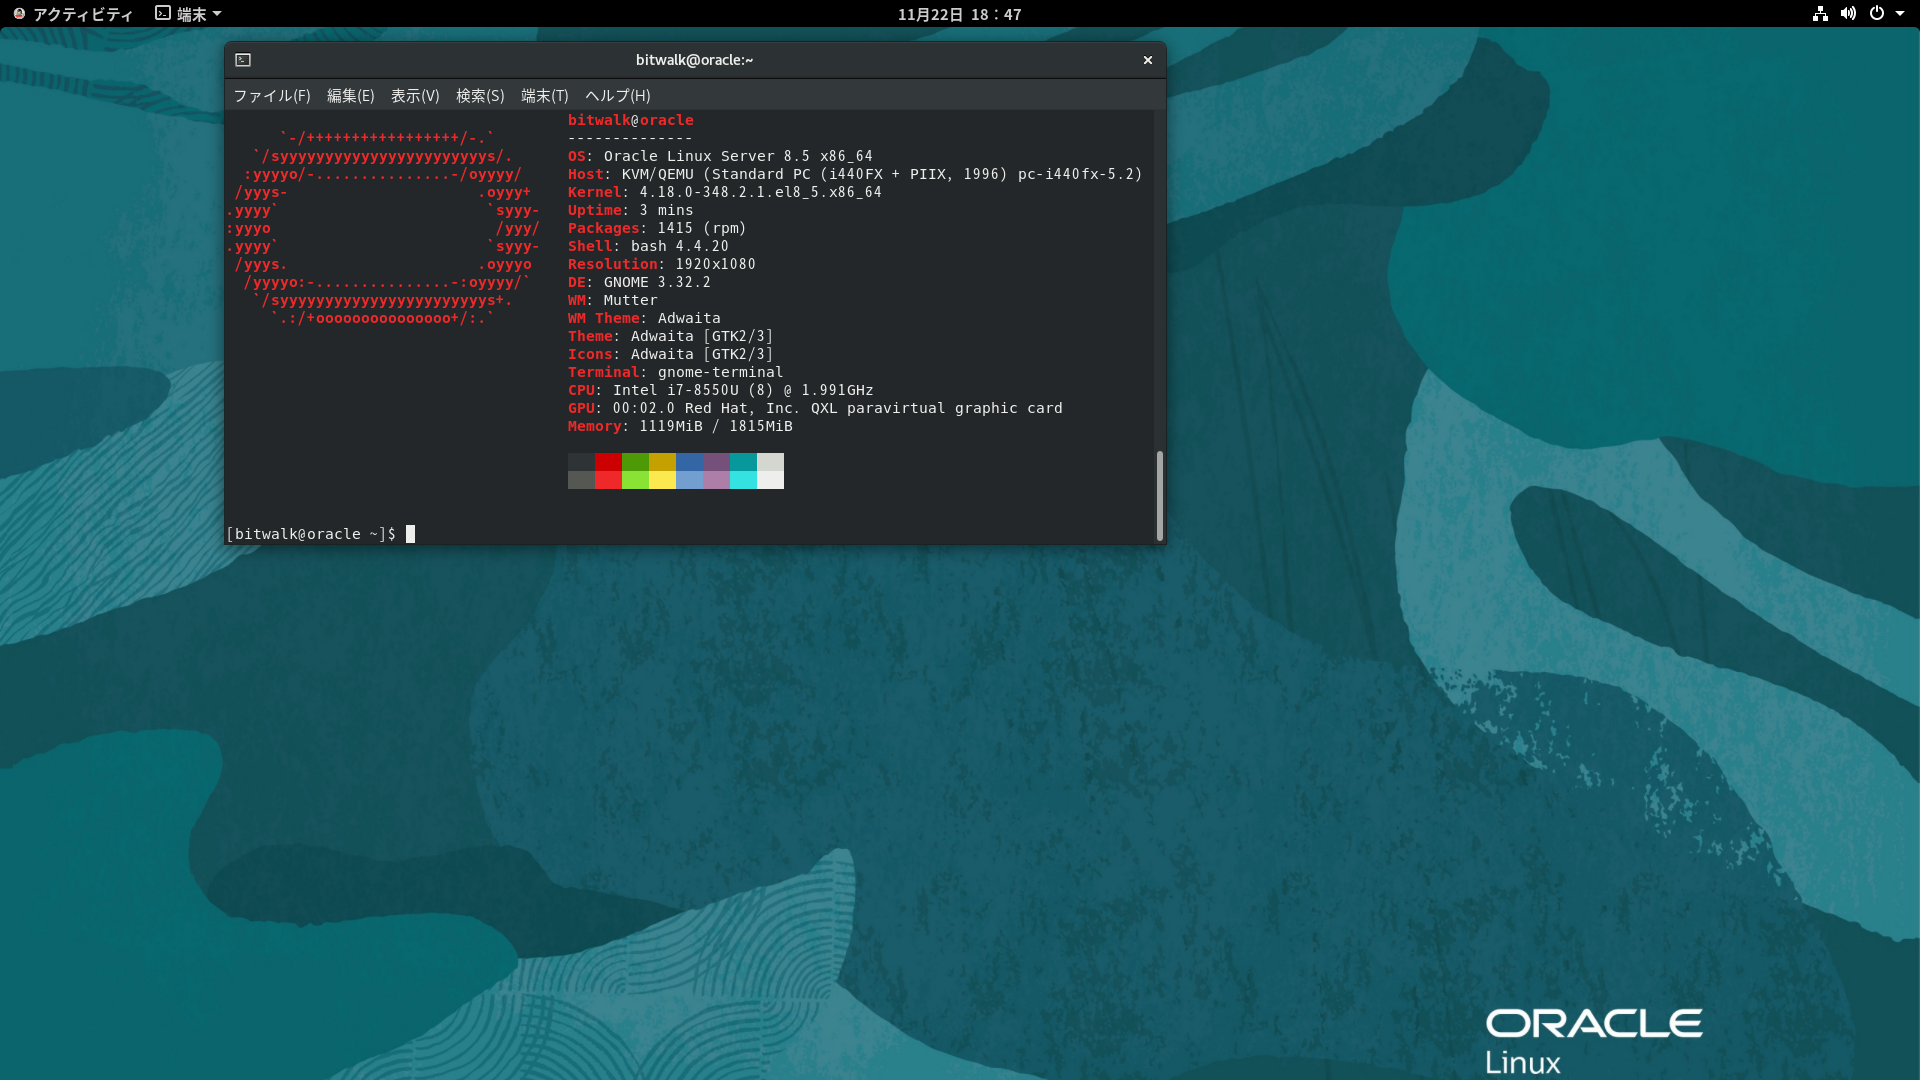 アクティビティ 端末 11月22日 18：47
bitwalk@oracle:~
ファイル(F) 編集(E) 表示(V) 検索(S) 端末(T) ヘルプ(H)
`-/+++++++++++++++++/-.`
`/syyyyyyyyyyyyyyyyyyyyyyys/.
:yyyyo/-...............-/oyyyy/
/yyys- .oyyy+
.yyyy` `syyy-
:yyyo /yyy/
.yyyy` `syyy-
/yyys. .oyyyo
/yyyyo:-...............-:oyyyy/`
`/syyyyyyyyyyyyyyyyyyyyyyys+.
`.:/+ooooooooooooooo+/:.`
bitwalk@oracle
--------------
OS: Oracle Linux Server 8.5 x86_64
Host: KVM/QEMU (Standard PC (i440FX + PIIX, 1996) pc-i440fx-5.2)
Kernel: 4.18.0-348.2.1.el8_5.x86_64
Uptime: 3 mins
Packages: 1415 (rpm)
Shell: bash 4.4.20
Resolution: 1920x1080
DE: GNOME 3.32.2
WM: Mutter
WM Theme: Adwaita
Theme: Adwaita [GTK2/3]
Icons: Adwaita [GTK2/3]
Terminal: gnome-terminal
CPU: Intel i7-8550U (8) @ 1.991GHz
GPU: 00:02.0 Red Hat, Inc. QXL paravirtual graphic card
Memory: 1119MiB / 1815MiB
[bitwalk@oracle ~]$
ORACLE
Linux